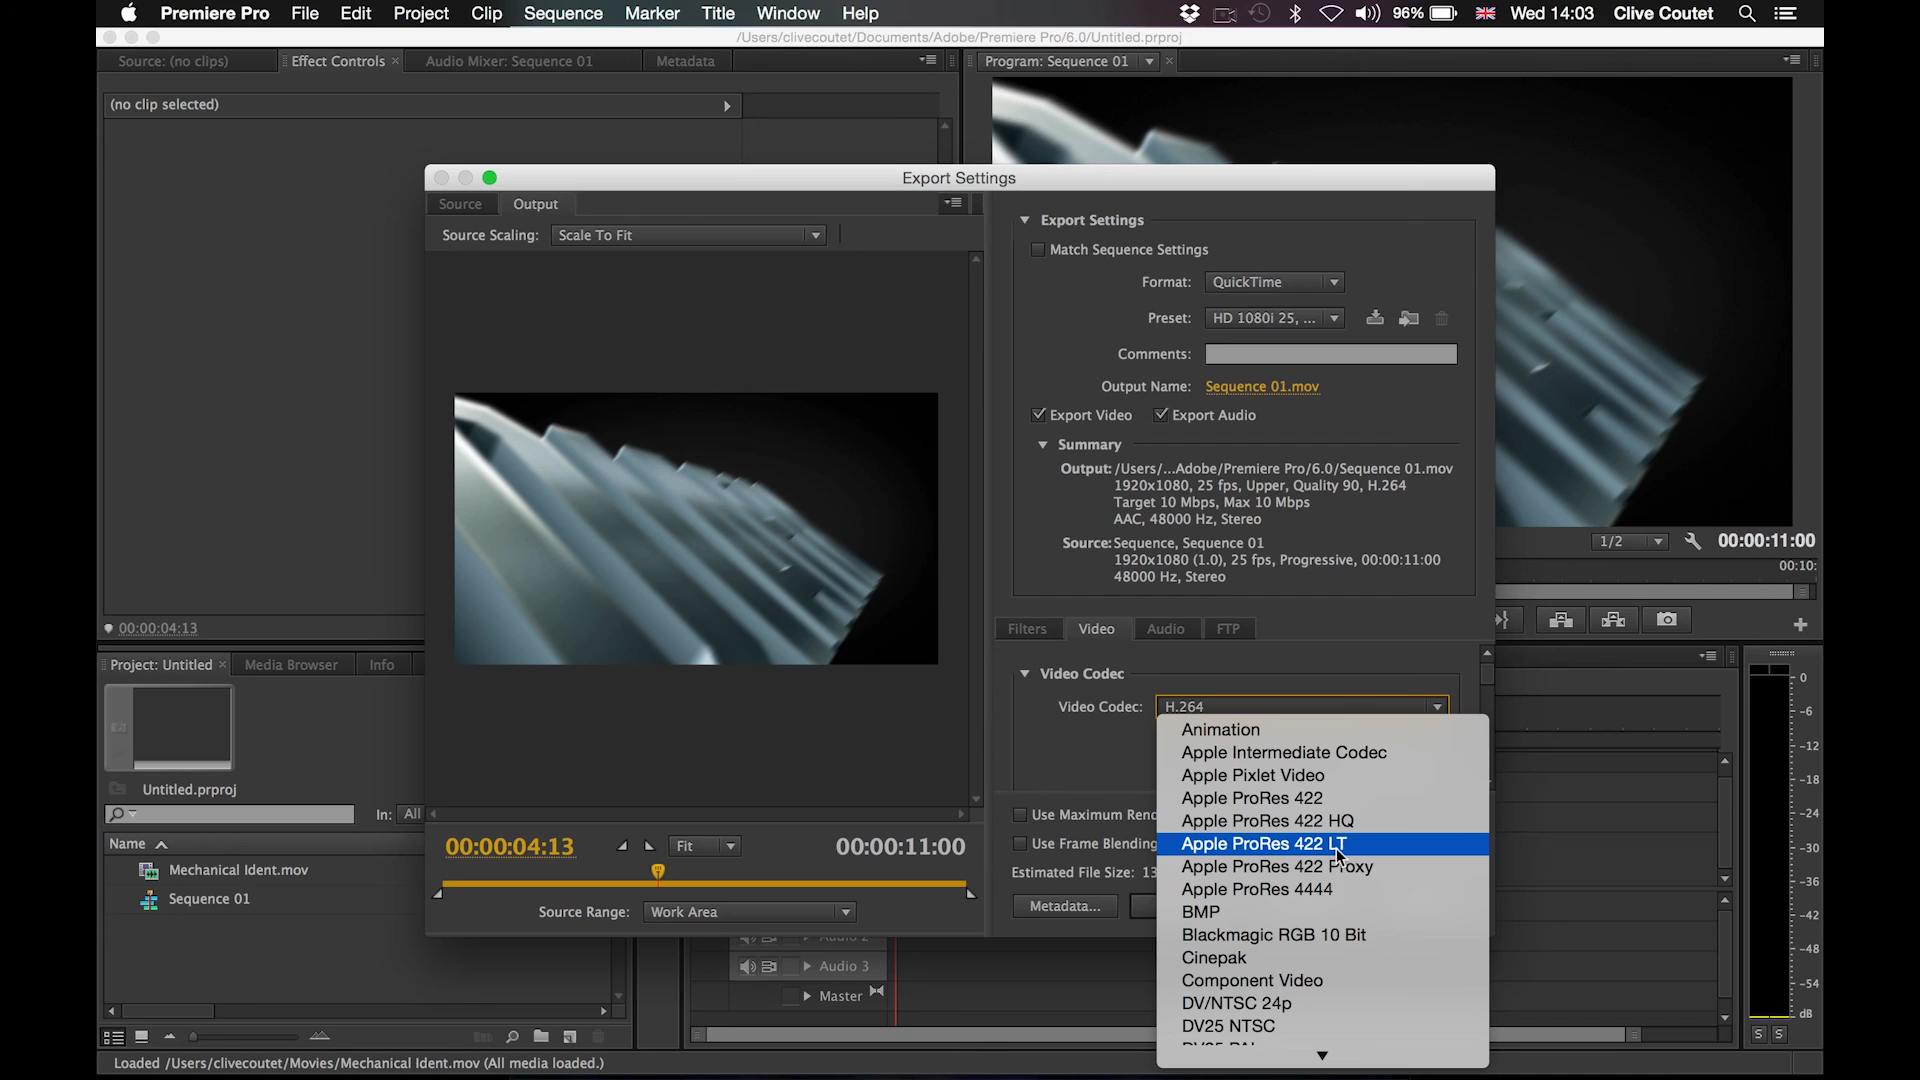 Premiere Pro File Edit Project Clip Sequence Marker Title Window Help 96% Wed 14:03 Clive Coutet
/Users/clivecoutet/Documents/Adobe/Premiere Pro/6.0/Untitled.prproj
Source: (no clips) Effect Controls × Audio Mixer: Sequence 01 Metadata
Program: Sequence 01 ×
(no clip selected)
Export Settings
Source Output
Source Scaling: Scale To Fit
Export Settings
Match Sequence Settings
Format: QuickTime
Preset: HD 1080i 25, ...
Comments:
Output Name: Sequence 01.mov
Export Video Export Audio
Summary
Output: /Users/...Adobe/Premiere Pro/6.0/Sequence 01.mov
1920x1080, 25 fps, Upper, Quality 90, H.264
Target 10 Mbps, Max 10 Mbps
AAC, 48000 Hz, Stereo
Source: Sequence, Sequence 01
1920x1080 (1.0), 25 fps, Progressive, 00:00:11:00
48000 Hz, Stereo
Filters Video Audio FTP
Video Codec
Video Codec: H.264
Animation
Apple Intermediate Codec
Apple Pixlet Video
Apple ProRes 422
Apple ProRes 422 HQ
Apple ProRes 422 LT
Apple ProRes 422 Proxy
Apple ProRes 4444
BMP
Blackmagic RGB 10 Bit
Cinepak
Component Video
DV/NTSC 24p
DV25 NTSC
Use Maximum
Use Frame Blending
Estimated File Size: 13
Metadata...
00:00:04:13 Fit 00:00:11:00
Source Range: Work Area
1/2 00:00:11:00
00:10:
00:00:04:13
Project: Untitled × Media Browser Info
Untitled.prproj
In: All
Name
Mechanical Ident.mov
Sequence 01
Audio 2
Audio 3
Master
0
-6
-12
-18
-24
-30
-36
-42
-48
-54
dB
S S
Loaded /Users/clivecoutet/Movies/Mechanical Ident.mov (All media loaded.)